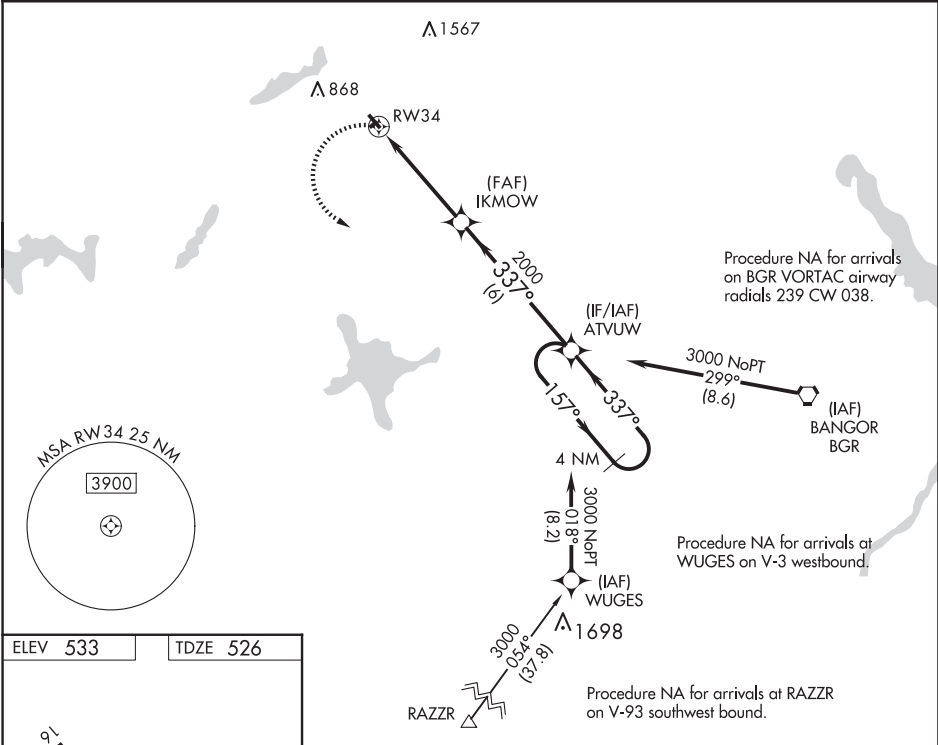 1567
868
RW34
(FAF)
IKMOW
2000
337°
(6)
Procedure NA for arrivals
on BGR VORTAC airway
radials 239 CW 038.
(IF/IAF)
ATVUW
3000 NoPT
299°
(8.6)
(IAF)
BANGOR
BGR
157°
337°
4 NM
MSA RW34 25 NM
3900
3000 NoPT
018°
(8.2)
Procedure NA for arrivals at
WUGES on V-3 westbound.
(IAF)
WUGES
1698
3000
054°
(37.8)
RAZZR
Procedure NA for arrivals at RAZZR
on V-93 southwest bound.
ELEV 533
TDZE 526
16